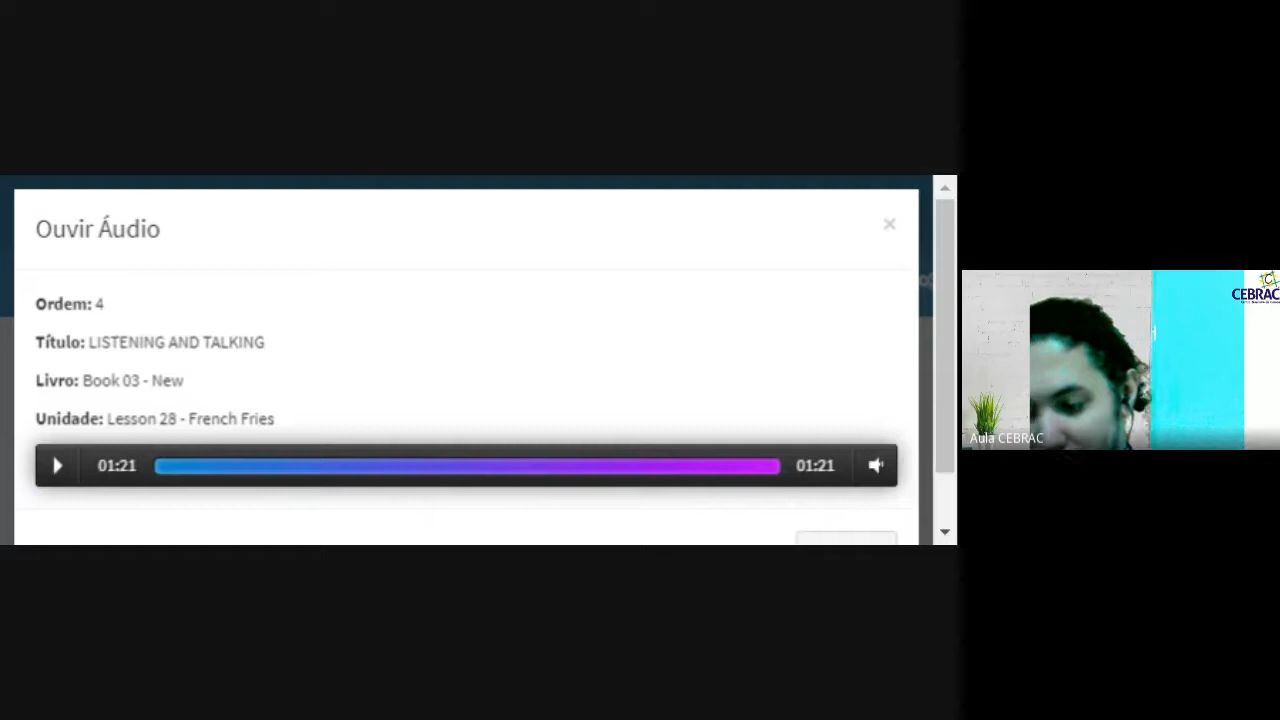 Ouvir Áudio
×
Ordem: 4
Título: LISTENING AND TALKING
Livro: Book 03 - New
Unidade: Lesson 28 - French Fries
01:21
01:21
CEBRAC
Aula CEBRAC